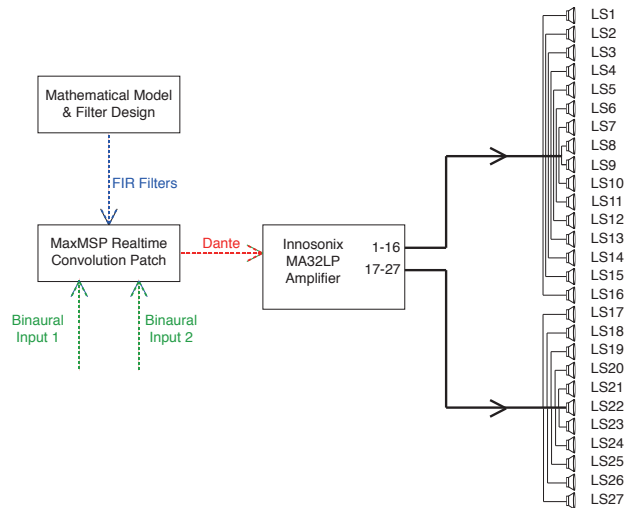 Mathematical Model
& Filter Design
FIR Filters
MaxMSP Realtime
Convolution Patch
Binaural
Input 1
Binaural
Input 2
Dante
Innosonix
MA32LP
Amplifier
1-16
17-27
LS1
LS2
LS3
LS4
LS5
LS6
LS7
LS8
LS9
LS10
LS11
LS12
LS13
LS14
LS15
LS16
LS17
LS18
LS19
LS20
LS21
LS22
LS23
LS24
LS25
LS26
LS27